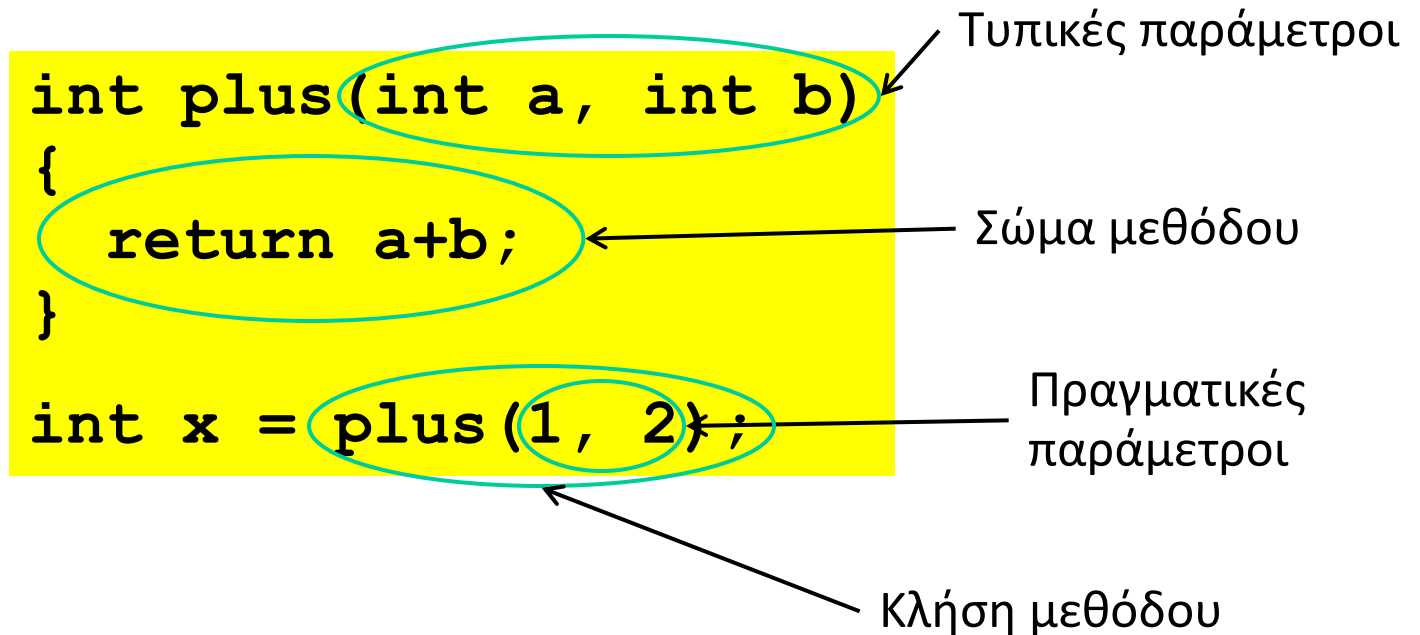 Τυπικές παράμετροι
int plus(int a, int b)
{
return a+b;
Σώμα μεθόδου
}
Πραγματικές
παράμετροι
int x = plus(1, 2);
Κλήση μεθόδου